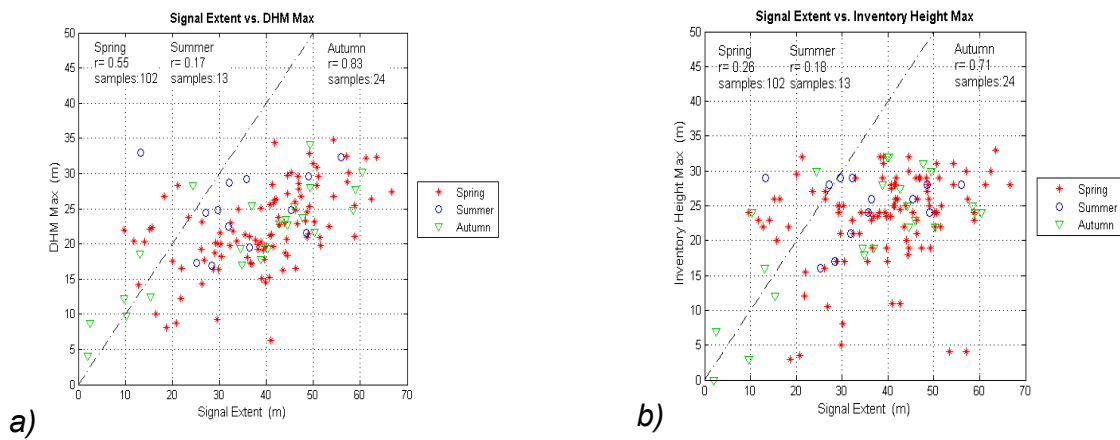 Signal Extent vs. DHM Max
Spring
r= 0.55
samples:102
Summer
r= 0.17
samples:13
Autumn
r= 0.83
samples:24
50
45
40
35
30
25
20
15
10
5
0
DHM Max (m)
0 10 20 30 40 50 60 70
Signal Extent (m)
Spring
Summer
Autumn
a)
Signal Extent vs. Inventory Height Max
Spring
r= 0.26
samples:102
Summer
r= 0.18
samples:13
Autumn
r= 0.71
samples:24
50
45
40
35
30
25
20
15
10
5
0
Inventory Height Max (m)
0 10 20 30 40 50 60 70
Signal Extent (m)
Spring
Summer
Autumn
b)